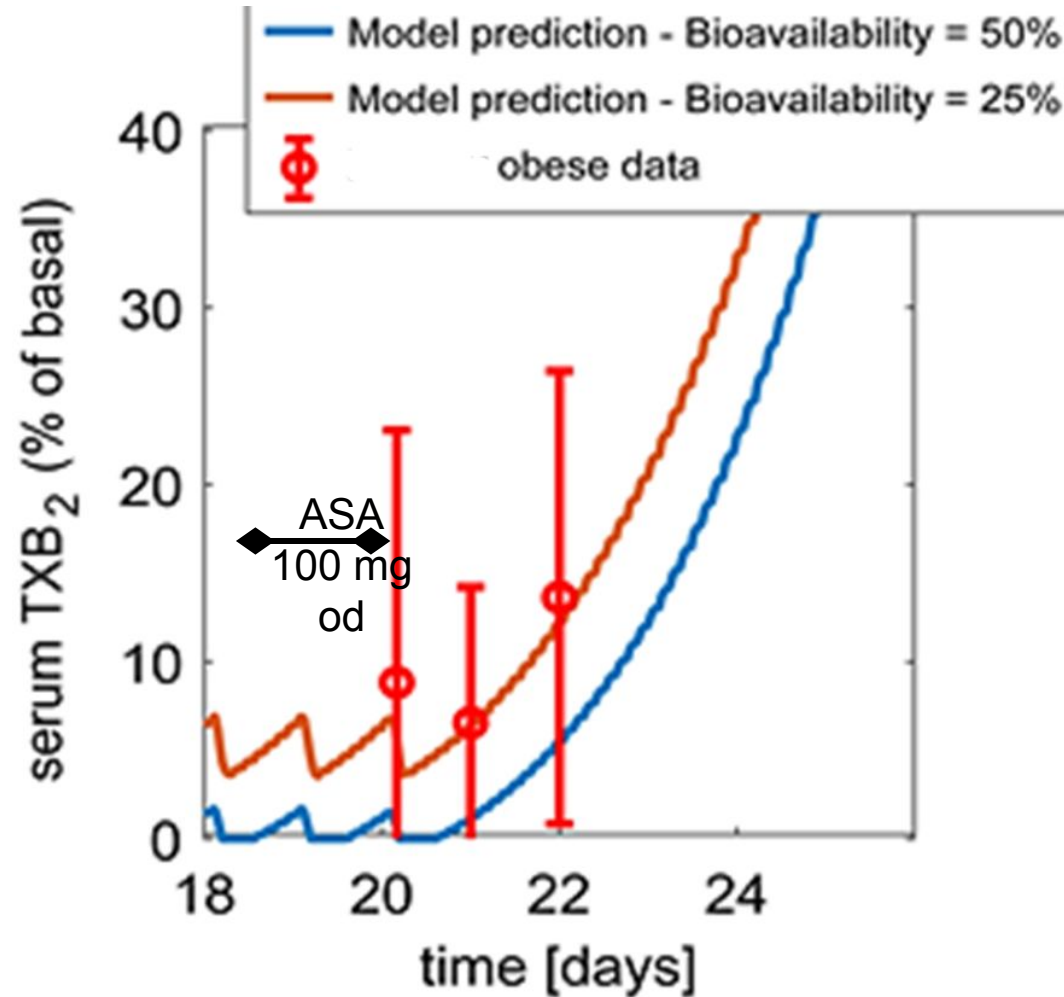 Model prediction - Bioavailability = 50%
Model prediction - Bioavailability = 25%
obese data
40
30
20
10
0
serum TXB2 (% of basal)
ASA
100 mg
od
18 20 22 24
time [days]